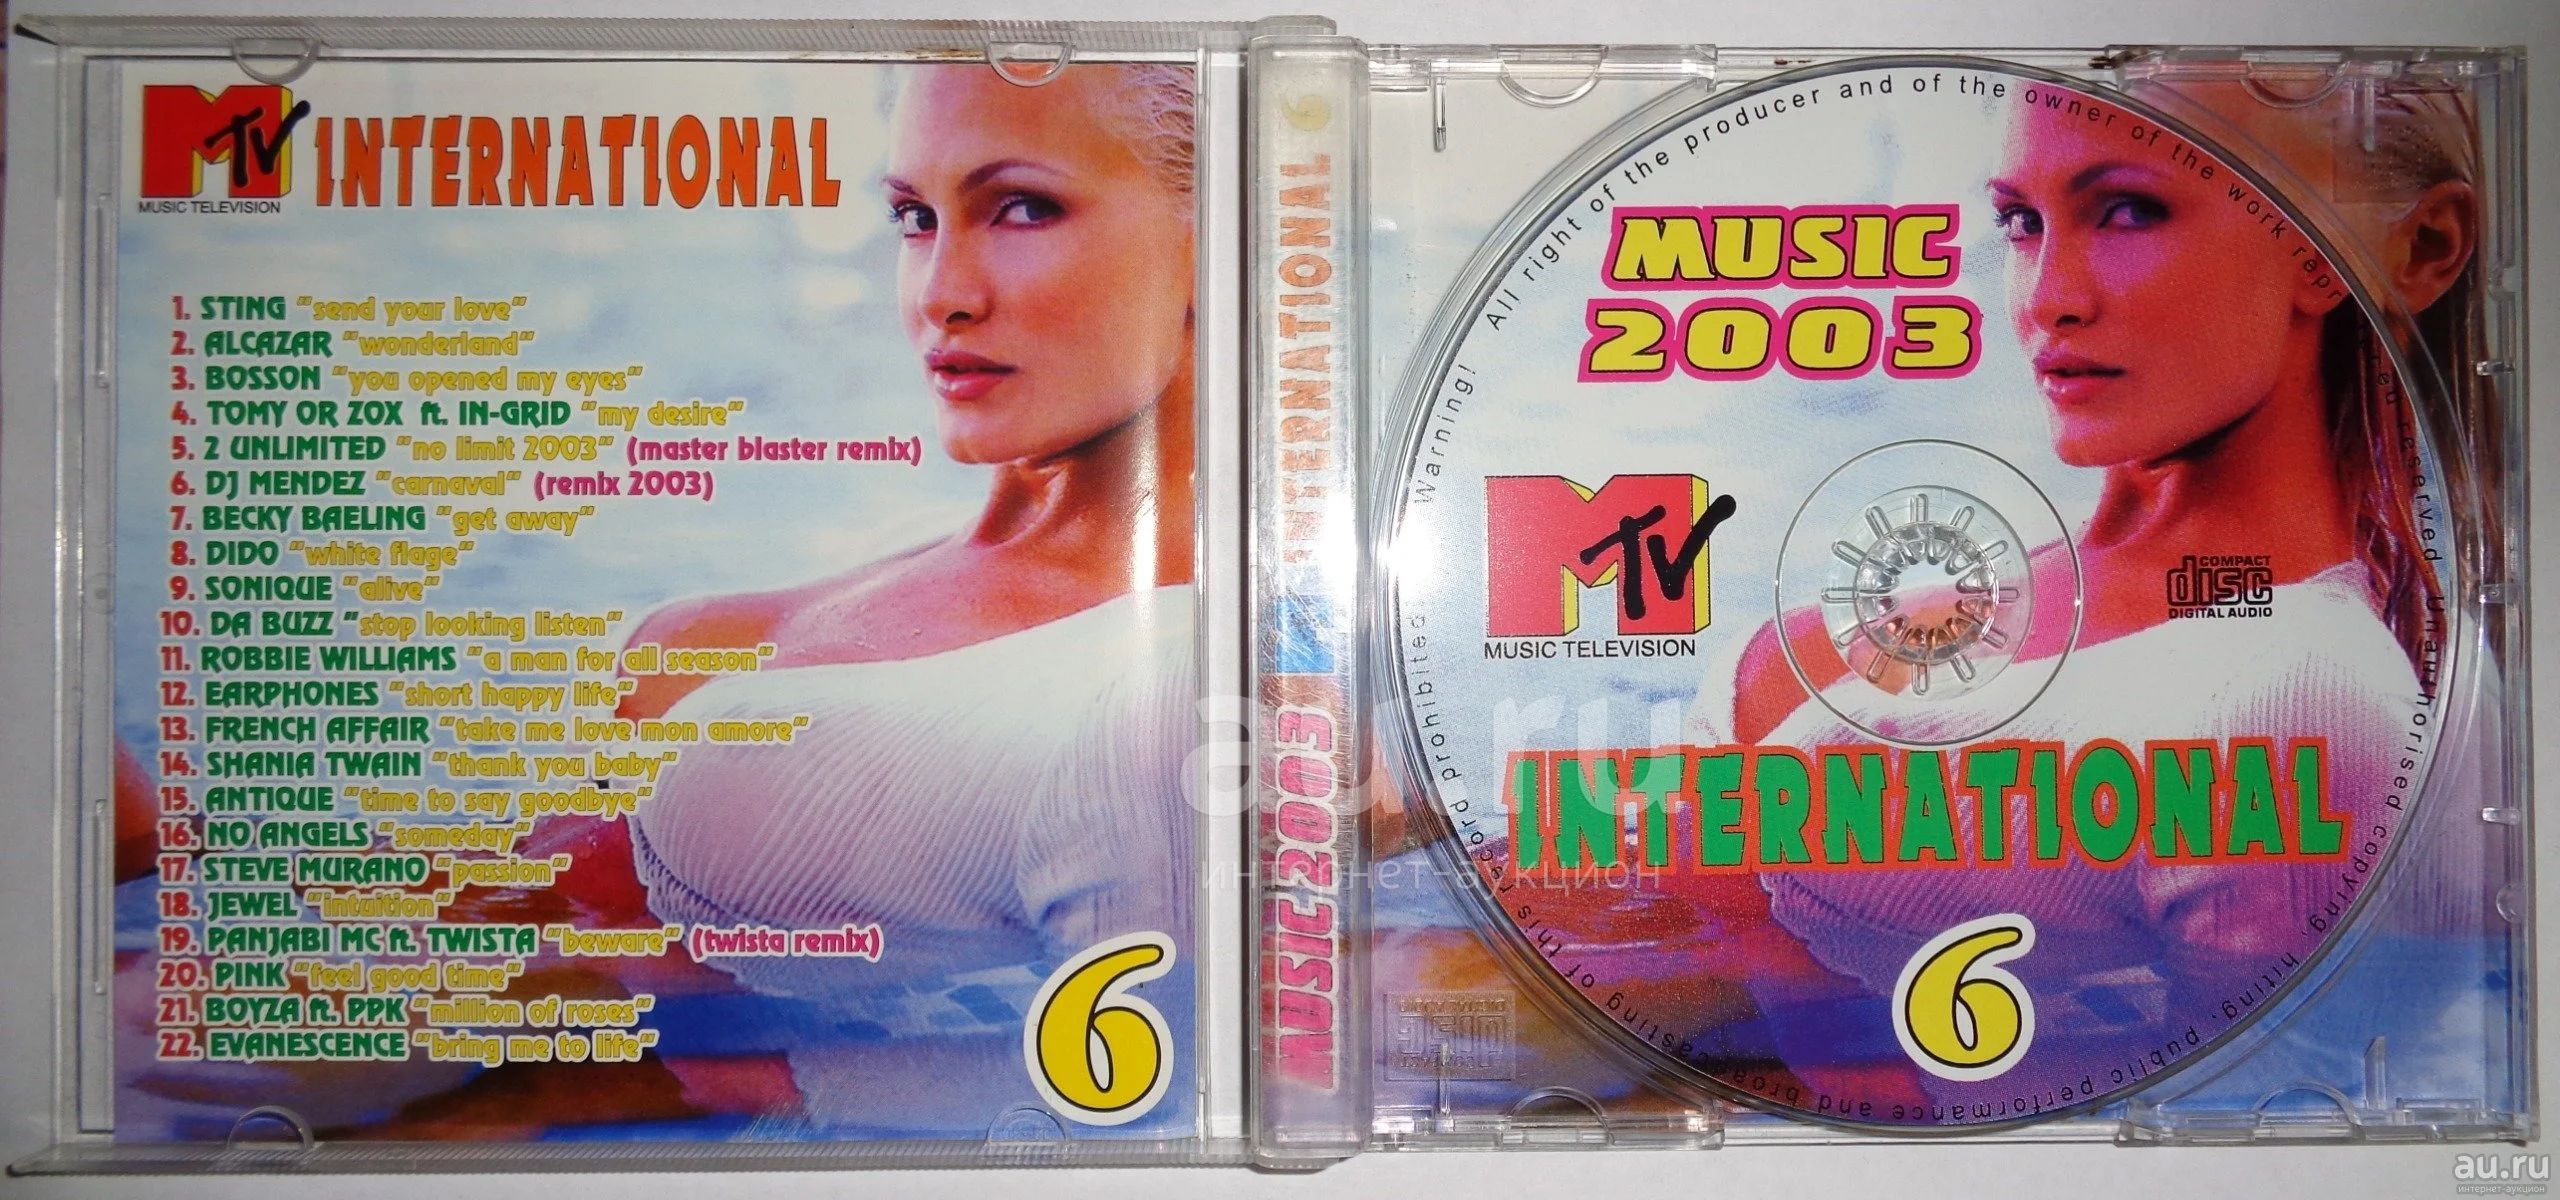 MTV
MUSIC TELEVISION
INTERNATIONAL
1. STING "send your love"
2. ALCAZAR "wonderland"
3. BOSSON "you opened my eyes"
4. TOMY OR ZOX ft. IN-GRID "my desire"
5. 2 UNLIMITED "no limit 2003" (master blaster remix)
6. DJ MENDEZ "carnaval" (remix 2003)
7. BECKY BAELING "get away"
8. DIDO "white flage"
9. SONIQUE "alive"
10. DA BUZZ "stop looking listen"
11. ROBBIE WILLIAMS "a man for all season"
12. EARPHONES "short happy life"
13. FRENCH AFFAIR "take me love mon amore"
14. SHANIA TWAIN "thank you baby"
15. ANTIQUE "time to say goodbye"
16. NO ANGELS "someday"
17. STEVE MURANO "passion"
18. JEWEL "intuition"
19. PANJABI MC ft. TWISTA "beware" (twista remix)
20. PINK "feel good time"
21. BOYZA ft. PPK "million of roses"
22. EVANESCENCE "bring me to life"
6
MUSIC 2003 INTERNATIONAL 6
Warning! All right of the producer and of the owner of the work reproduced reserved Unauthorised copying, hiting, public performance and broadcasting of this record prohibited
MUSIC
2003
MTV
MUSIC TELEVISION
COMPACT
disc
DIGITAL AUDIO
INTERNATIONAL
6
au.ru
интернет-аукцион
au.ru
интернет-аукцион